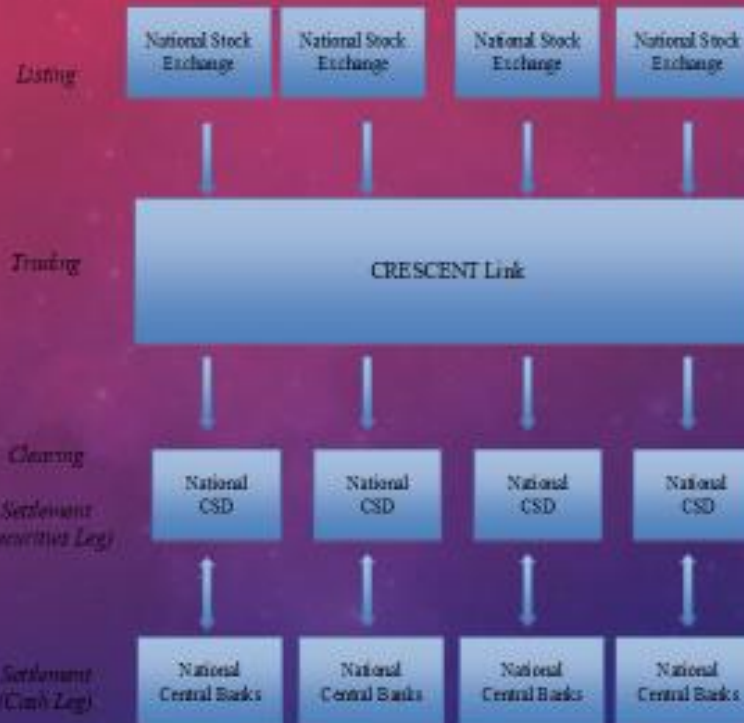 National Stock
Exchange
National Stock
Exchange
National Stock
Exchange
National Stock
Exchange
Listing
Trading
CRESCENT Link
Clearing
Settlement
ecurities Leg)
National
CSD
National
CSD
National
CSD
National
CSD
Settlement
(Cash Leg)
National
Central Banks
National
Central Banks
National
Central Banks
National
Central Banks